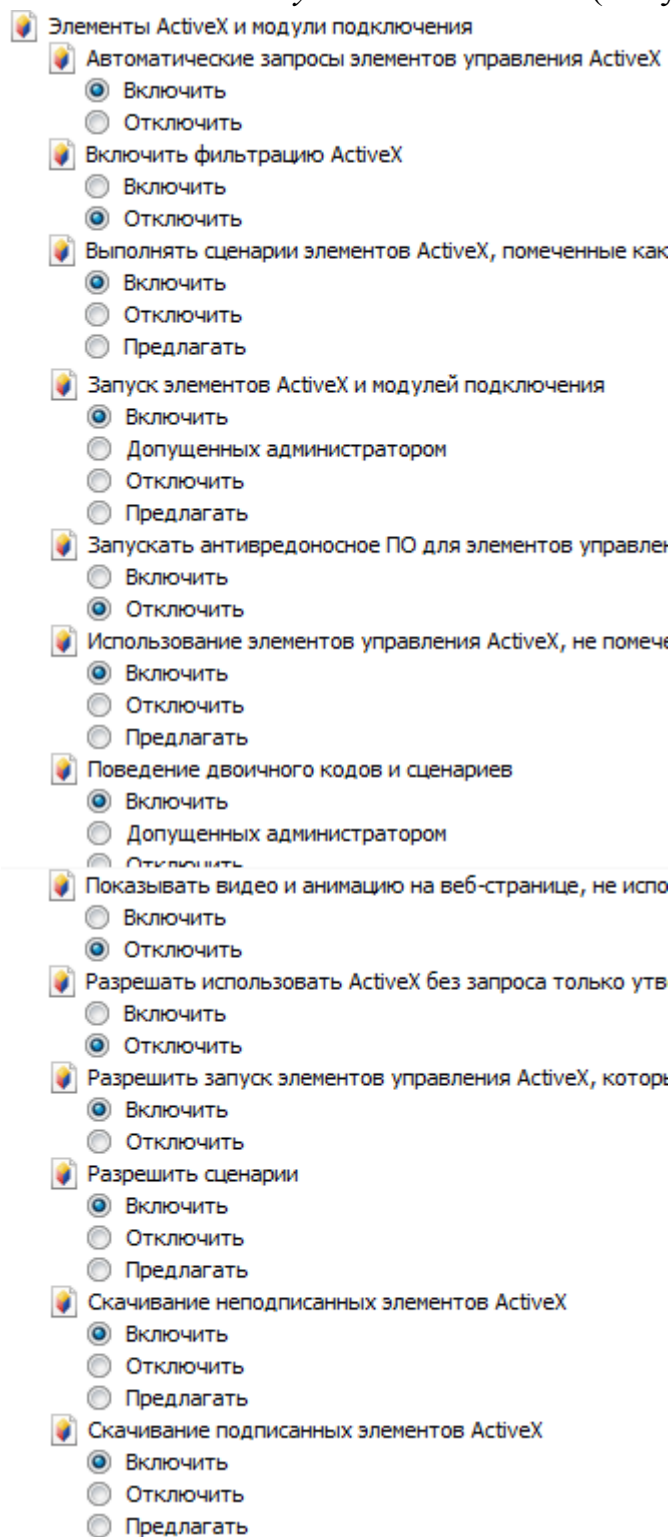 Элементы ActiveX и модули подключения
Автоматические запросы элементов управления ActiveX
Включить
Отключить
Включить фильтрацию ActiveX
Включить
Отключить
Выполнять сценарии элементов ActiveX, помеченные как
Включить
Отключить
Предлагать
Запуск элементов ActiveX и модулей подключения
Включить
Допущенных администратором
Отключить
Предлагать
Запускать антивредоносное ПО для элементов управлен
Включить
Отключить
Использование элементов управления ActiveX, не помече
Включить
Отключить
Предлагать
Поведение двоичного кодов и сценариев
Включить
Допущенных администратором
Отключить
Показывать видео и анимацию на веб-странице, не испо
Включить
Отключить
Разрешать использовать ActiveX без запроса только утв
Включить
Отключить
Разрешить запуск элементов управления ActiveX, которы
Включить
Отключить
Разрешить сценарии
Включить
Отключить
Предлагать
Скачивание неподписанных элементов ActiveX
Включить
Отключить
Предлагать
Скачивание подписанных элементов ActiveX
Включить
Отключить
Предлагать